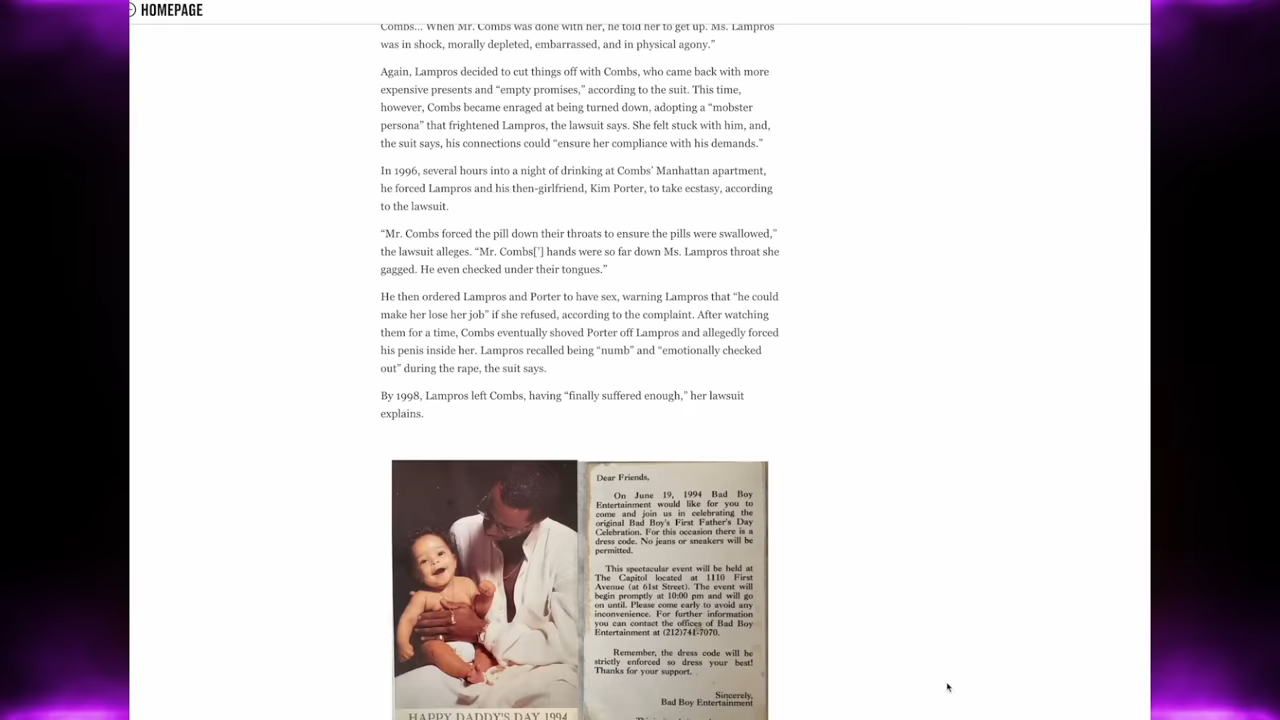 HOMEPAGE
Combs... When Mr. Combs was done with her, he told her to get up. Ms. Lampros
was in shock, morally depleted, embarrassed, and in physical agony.”
Again, Lampros decided to cut things off with Combs, who came back with more
expensive presents and “empty promises,” according to the suit. This time,
however, Combs became enraged at being turned down, adopting a “mobster
persona” that frightened Lampros, the lawsuit says. She felt stuck with him, and,
the suit says, his connections could “ensure her compliance with his demands.”
In 1996, several hours into a night of drinking at Combs’ Manhattan apartment,
he forced Lampros and his then-girlfriend, Kim Porter, to take ecstasy, according
to the lawsuit.
“Mr. Combs forced the pill down their throats to ensure the pills were swallowed,”
the lawsuit alleges. “Mr. Combs[’] hands were so far down Ms. Lampros throat she
gagged. He even checked under their tongues.”
He then ordered Lampros and Porter to have sex, warning Lampros that “he could
make her lose her job” if she refused, according to the complaint. After watching
them for a time, Combs eventually shoved Porter off Lampros and allegedly forced
his penis inside her. Lampros recalled being “numb” and “emotionally checked
out” during the rape, the suit says.
By 1998, Lampros left Combs, having “finally suffered enough,” her lawsuit
explains.
Dear Friends,
On June 19, 1994 Bad Boy
Entertainment would like for you to
come and join us in celebrating the
original Bad Boy's First Father's Day
Celebration. For this occasion there is a
dress code. No jeans or sneakers will be
permitted.
This spectacular event will be held at
The Capitol located at 1110 First
Avenue (at 61st Street). The event will
begin promptly at 10:00 pm and will go
on until. Please come early to avoid any
inconvenience. For further information
you can contact the offices of Bad Boy
Entertainment at (212)741-7070.
Remember, the dress code will be
strictly enforced so dress your best!
Thanks for your support.
Sincerely,
Bad Boy Entertainment
HAPPY DADDY'S DAY 1994